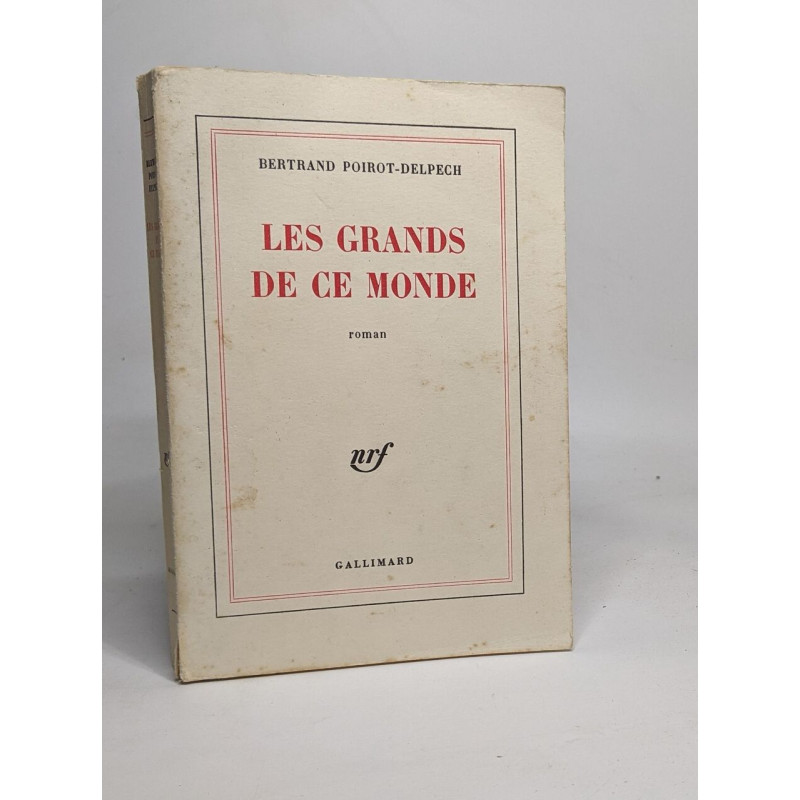 BERTRAND POIROT-DELPECH
LES GRANDS
DE CE MONDE
roman
nrf
GALLIMARD